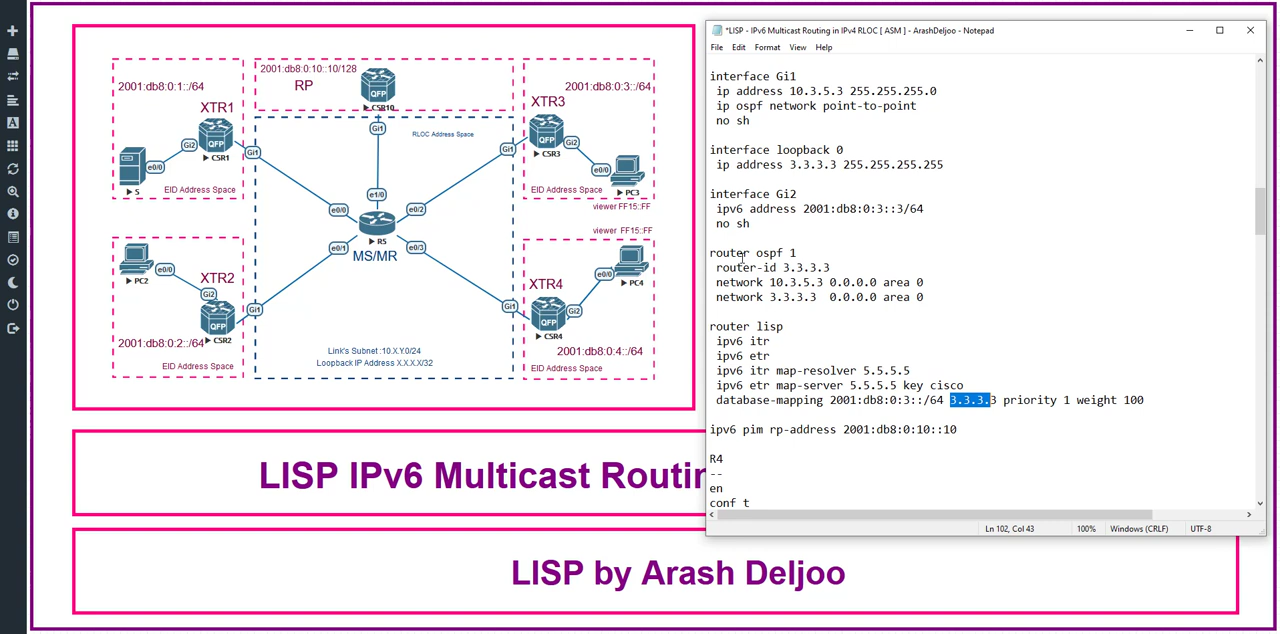 2001:db8:0:1::/64
XTR1
Gi2
CSR1
Gi1
e0/0
S
EID Address Space
2001:db8:0:10::10/128
RP
CSR10
Gi1
RLOC Address Space
2001:db8:0:3::/64
XTR3
Gi1
CSR3
Gi2
e0/0
PC3
EID Address Space
viewer FF15::FF
e1/0
e0/0
e0/2
R5
e0/1
e0/3
MS/MR
PC2
e0/0
XTR2
Gi2
Gi1
CSR2
2001:db8:0:2::/64
EID Address Space
viewer FF15::FF
XTR4
e0/0
PC4
Gi1
Gi2
CSR4
2001:db8:0:4::/64
EID Address Space
Link's Subnet :10.X.Y.0/24
Loopback IP Address X.X.X.X/32
LISP IPv6 Multicast Routin
LISP by Arash Deljoo
*LISP - IPv6 Multicast Routing in IPv4 RLOC [ ASM ] - ArashDeljoo - Notepad
File Edit Format View Help
interface Gi1
ip address 10.3.5.3 255.255.255.0
ip ospf network point-to-point
no sh
interface loopback 0
ip address 3.3.3.3 255.255.255.255
interface Gi2
ipv6 address 2001:db8:0:3::3/64
no sh
router ospf 1
router-id 3.3.3.3
network 10.3.5.3 0.0.0.0 area 0
network 3.3.3.3  0.0.0.0 area 0
router lisp
ipv6 itr
ipv6 etr
ipv6 itr map-resolver 5.5.5.5
ipv6 etr map-server 5.5.5.5 key cisco
database-mapping 2001:db8:0:3::/64 3.3.3.3 priority 1 weight 100
ipv6 pim rp-address 2001:db8:0:10::10
R4
--
en
conf t
Ln 102, Col 43
100%
Windows (CRLF)
UTF-8